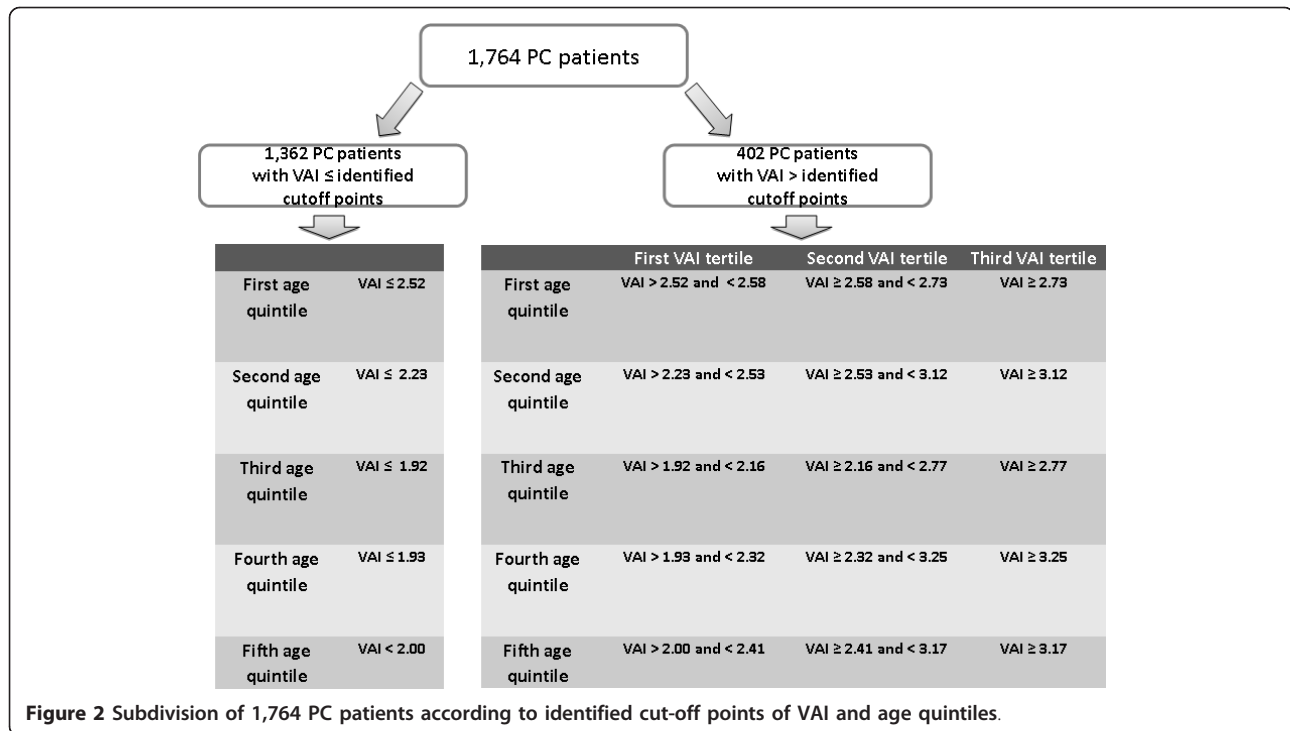 1,764 PC patients
1,362 PC patients
with VAI ≤ identified
cutoff points
402 PC patients
with VAI > identified
cutoff points
First age
quintile
VAI ≤ 2.52
Second age
quintile
VAI ≤ 2.23
Third age
quintile
VAI ≤ 1.92
Fourth age
quintile
VAI ≤ 1.93
Fifth age
quintile
VAI < 2.00
First VAI tertile Second VAI tertile Third VAI tertile
First age
quintile
VAI > 2.52 and < 2.58 VAI ≥ 2.58 and < 2.73 VAI ≥ 2.73
Second age
quintile
VAI > 2.23 and < 2.53 VAI ≥ 2.53 and < 3.12 VAI ≥ 3.12
Third age
quintile
VAI > 1.92 and < 2.16 VAI ≥ 2.16 and < 2.77 VAI ≥ 2.77
Fourth age
quintile
VAI > 1.93 and < 2.32 VAI ≥ 2.32 and < 3.25 VAI ≥ 3.25
Fifth age
quintile
VAI > 2.00 and < 2.41 VAI ≥ 2.41 and < 3.17 VAI ≥ 3.17
Figure 2 Subdivision of 1,764 PC patients according to identified cut-off points of VAI and age quintiles.